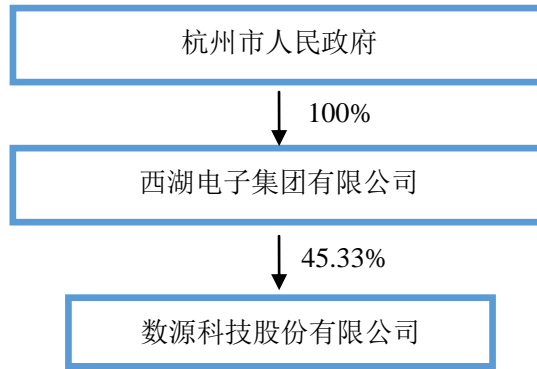 杭州市人民政府
100%
西湖电子集团有限公司
45.33%
数源科技股份有限公司